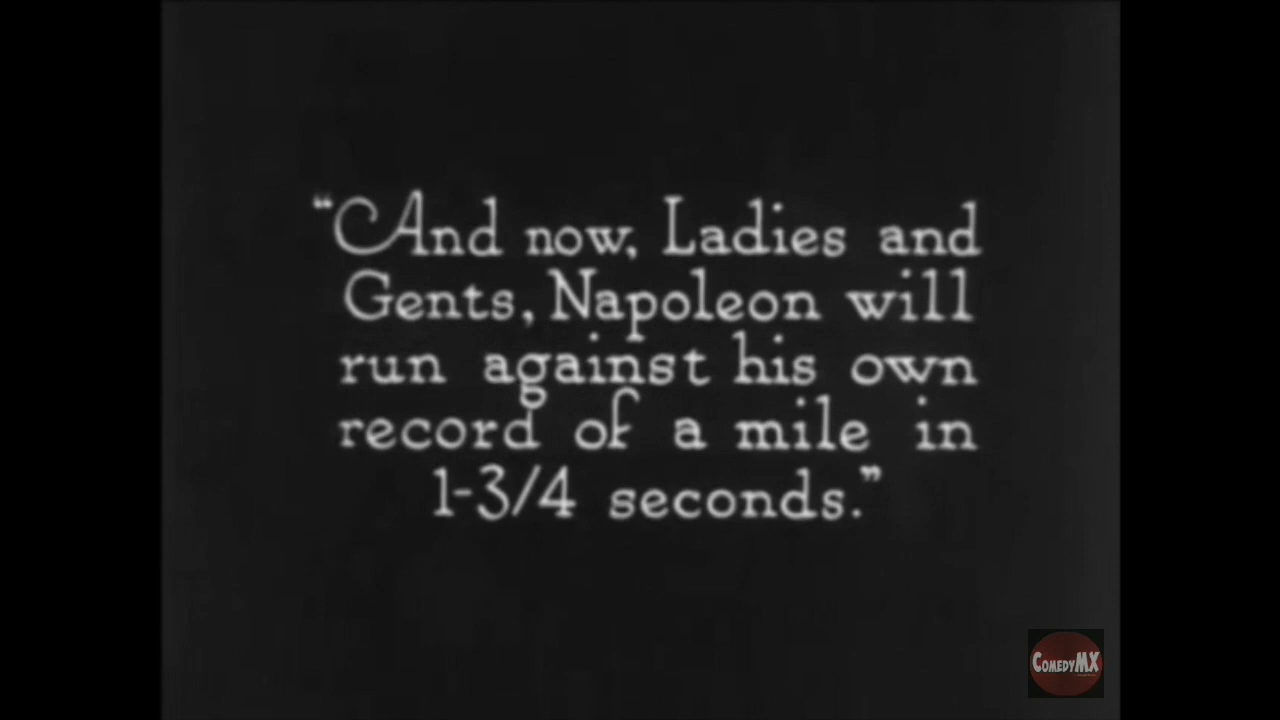 “And now, Ladies and
Gents, Napoleon will
run against his own
record of a mile in
1-3/4 seconds.”
COMEDYMX